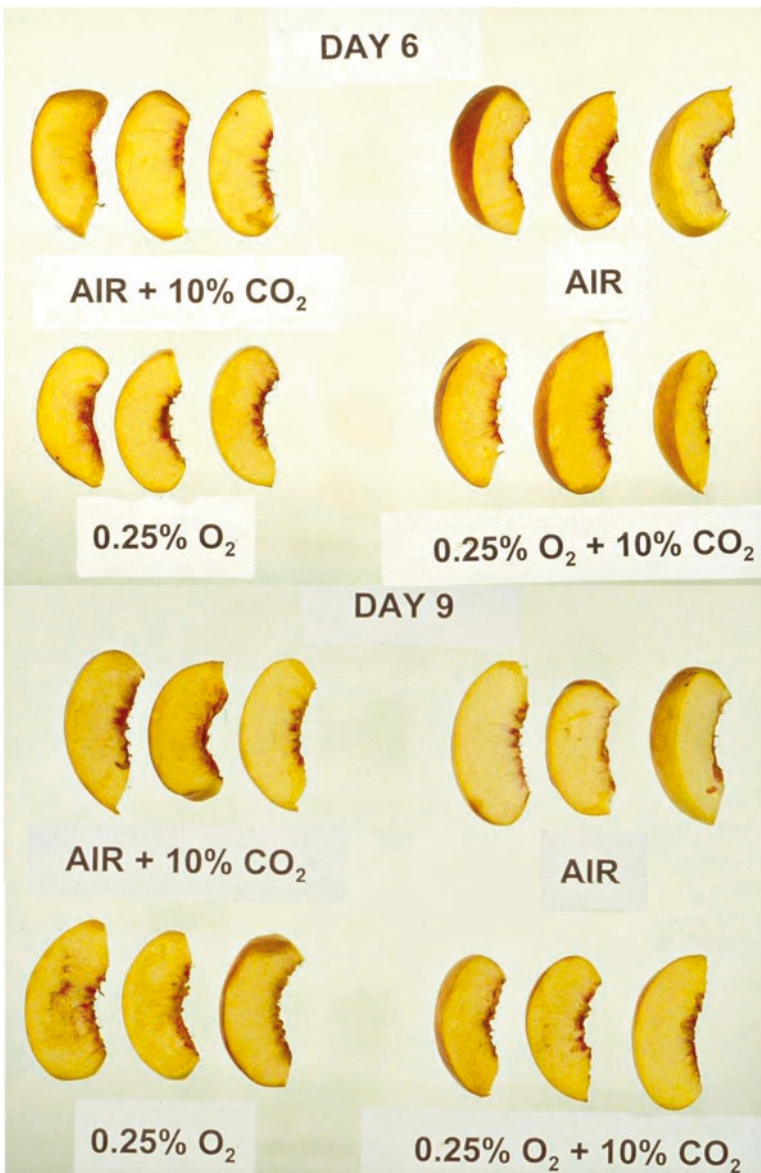 DAY 6
AIR + 10% CO₂
AIR
0.25% O₂
0.25% O₂ + 10% CO₂
DAY 9
AIR + 10% CO₂
AIR
0.25% O₂
0.25% O₂ + 10% CO₂